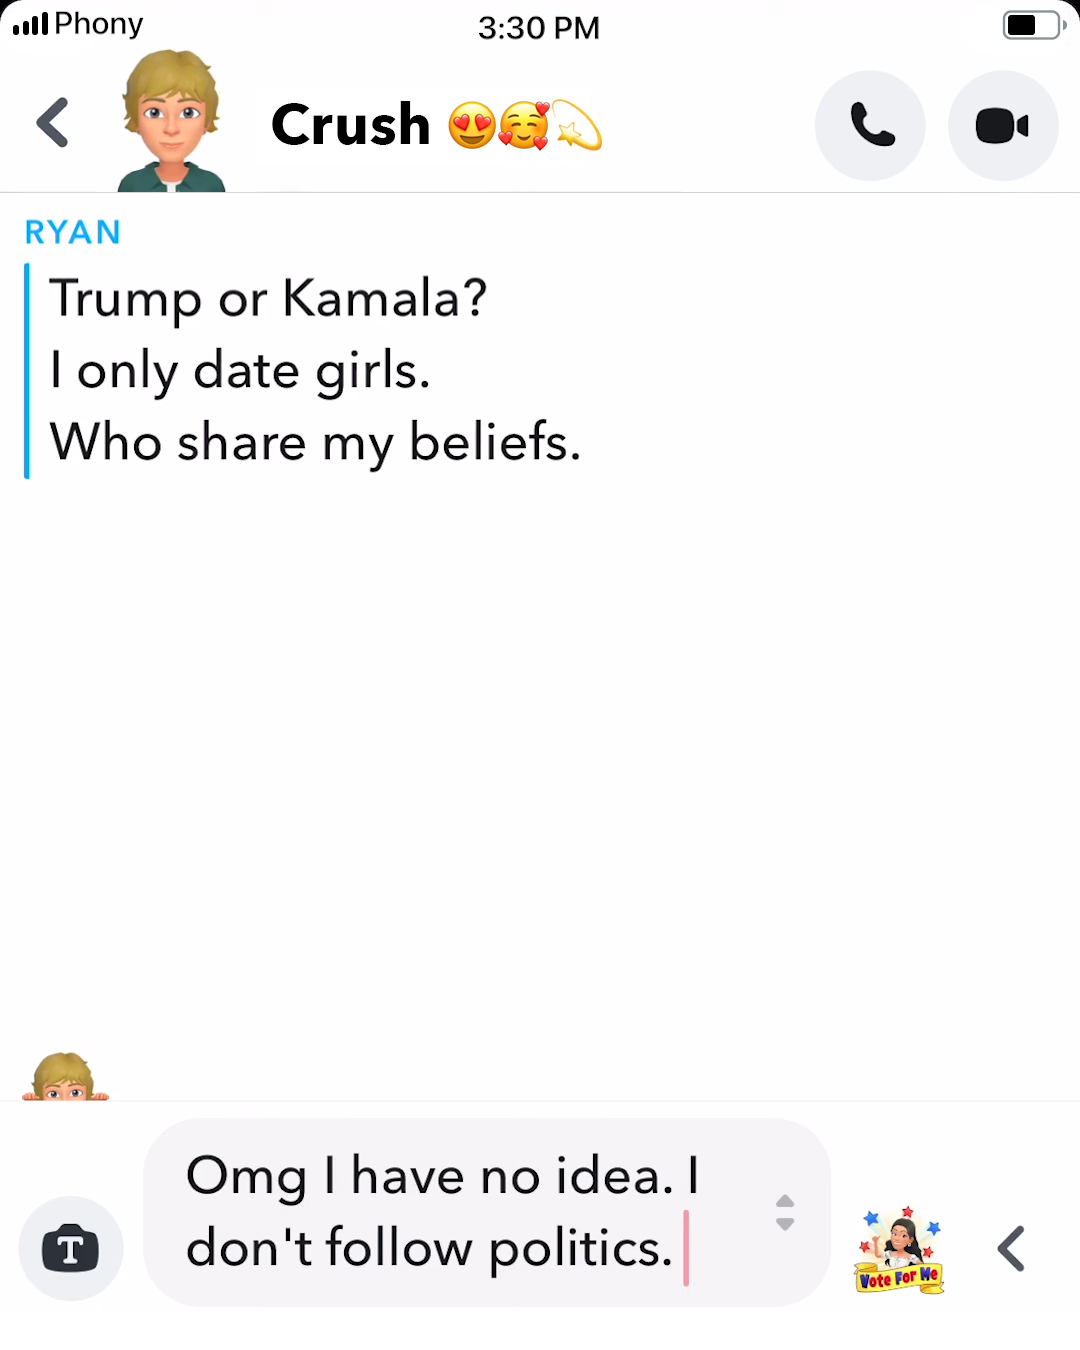 Phony
3:30 PM
Crush 😍🥰💫
RYAN
Trump or Kamala?
I only date girls.
Who share my beliefs.
Omg I have no idea. I
don't follow politics.
T
Vote For Me